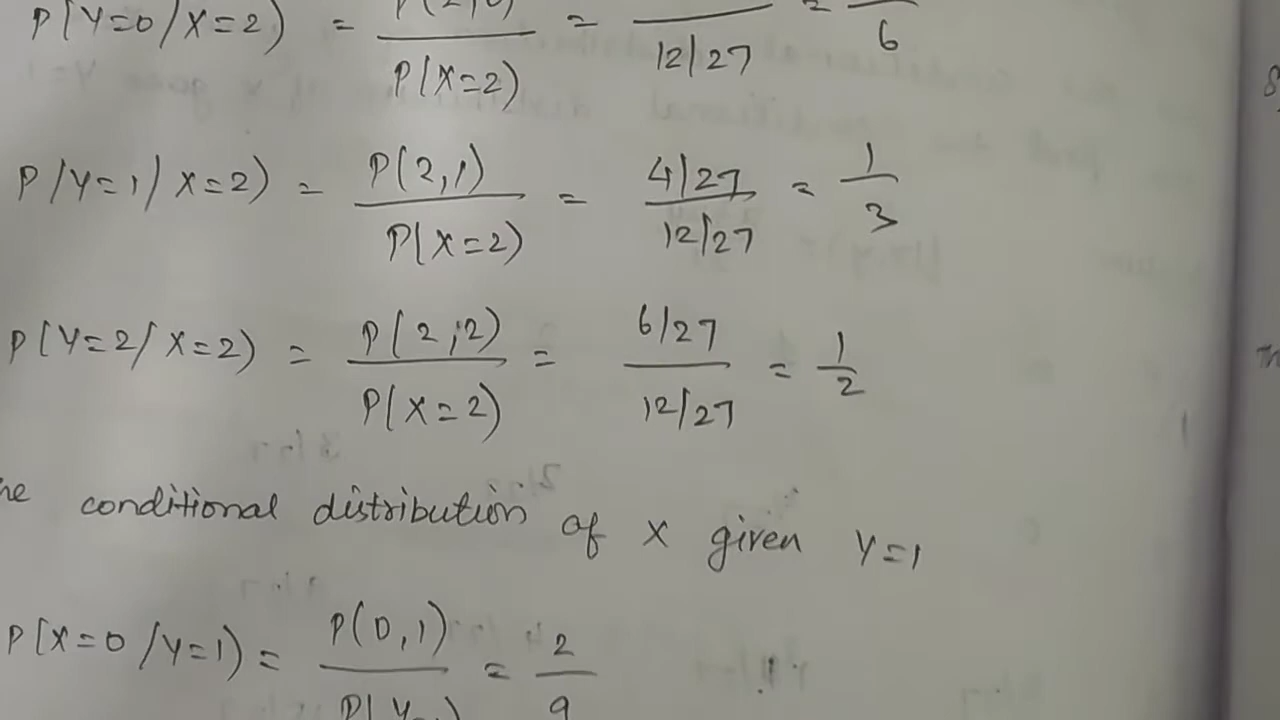 P(Y=0/X=2) = P(2,0) / P(X=2) = / 12/27 = / 6
P(Y=1/X=2) = P(2,1) / P(X=2) = 4/27 / 12/27 = 1/3
P(Y=2/X=2) = P(2,2) / P(X=2) = 6/27 / 12/27 = 1/2
conditional distribution of X given Y=1
P(X=0/Y=1) = P(0,1) / = 2/9